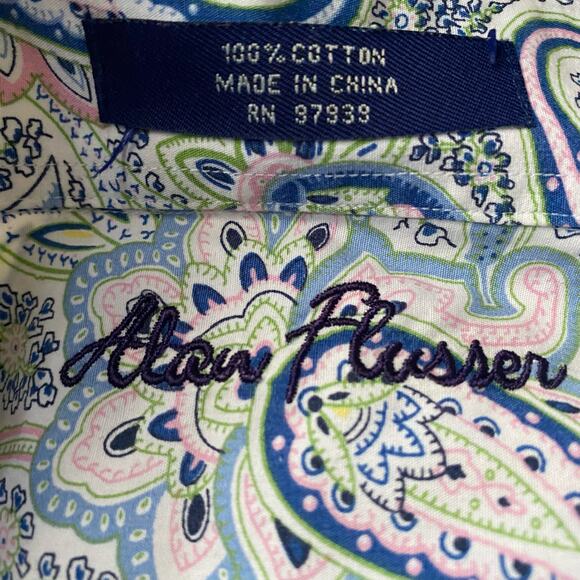 100% COTTON
MADE IN CHINA
RN 97939
Alan Flusser